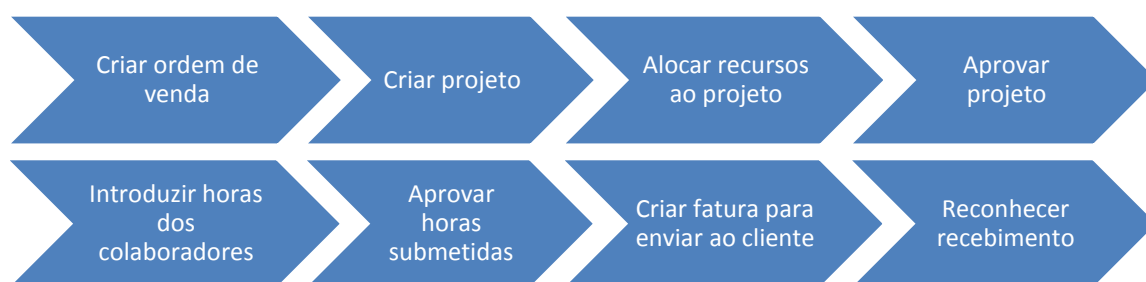 Criar ordem de
venda
Criar projeto
Alocar recursos
ao projeto
Aprovar
projeto
Introduzir horas
dos
colaboradores
Aprovar
horas
submetidas
Criar fatura para
enviar ao cliente
Reconhecer
recebimento